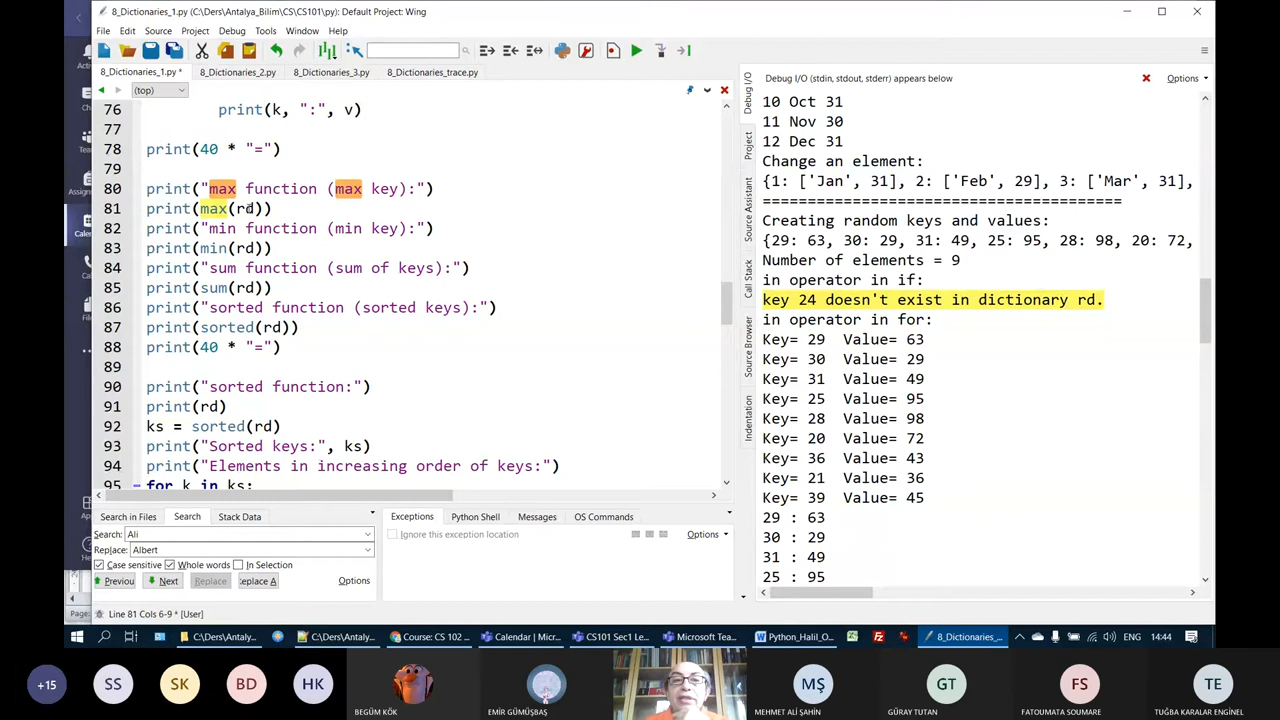 8_Dictionaries_1.py (C:\Ders\Antalya_Bilim\CS\CS101\py): Default Project: Wing
File Edit Source Project Debug Tools Window Help
8_Dictionaries_1.py * 8_Dictionaries_2.py 8_Dictionaries_3.py 8_Dictionaries_trace.py
(top)
76 print(k, ":", v)
77
78 print(40 * "=")
79
80 print("max function (max key):")
81 print(max(rd))
82 print("min function (min key):")
83 print(min(rd))
84 print("sum function (sum of keys):")
85 print(sum(rd))
86 print("sorted function (sorted keys):")
87 print(sorted(rd))
88 print(40 * "=")
89
90 print("sorted function:")
91 print(rd)
92 ks = sorted(rd)
93 print("Sorted keys:", ks)
94 print("Elements in increasing order of keys:")
95 for k in ks:
Search in Files Search Stack Data
Search: Ali
Replace: Albert
Case sensitive Whole words In Selection
Previou Next Replace eplace A Options
Line 81 Cols 6-9 * [User]
Exceptions Python Shell Messages OS Commands
Ignore this exception location Options
Debug I/O
Project
Source Assistant
Call Stack
Source Browser
Indentation
Debug I/O (stdin, stdout, stderr) appears below Options
10 Oct 31
11 Nov 30
12 Dec 31
Change an element:
{1: ['Jan', 31], 2: ['Feb', 29], 3: ['Mar', 31],
========================================
Creating random keys and values:
{29: 63, 30: 29, 31: 49, 25: 95, 28: 98, 20: 72,
Number of elements = 9
in operator in if:
key 24 doesn't exist in dictionary rd.
in operator in for:
Key= 29 Value= 63
Key= 30 Value= 29
Key= 31 Value= 49
Key= 25 Value= 95
Key= 28 Value= 98
Key= 20 Value= 72
Key= 36 Value= 43
Key= 21 Value= 36
Key= 39 Value= 45
29 : 63
30 : 29
31 : 49
25 : 95
Page:
C:\Ders\Antaly... C:\Ders\Antaly... Course: CS 102 ... Calendar | Micr... CS101 Sec1 Le... Microsoft Tea... Python_Halil_O... 8_Dictionaries_... ENG 14:44
+15 SS SK BD HK MŞ GT FS TE
BEGÜM KÖK EMİR GÜMÜŞBAŞ MEHMET ALİ ŞAHİN GÜRAY TUTAN FATOUMATA SOUMARE TUĞBA KARALAR ENGINEL